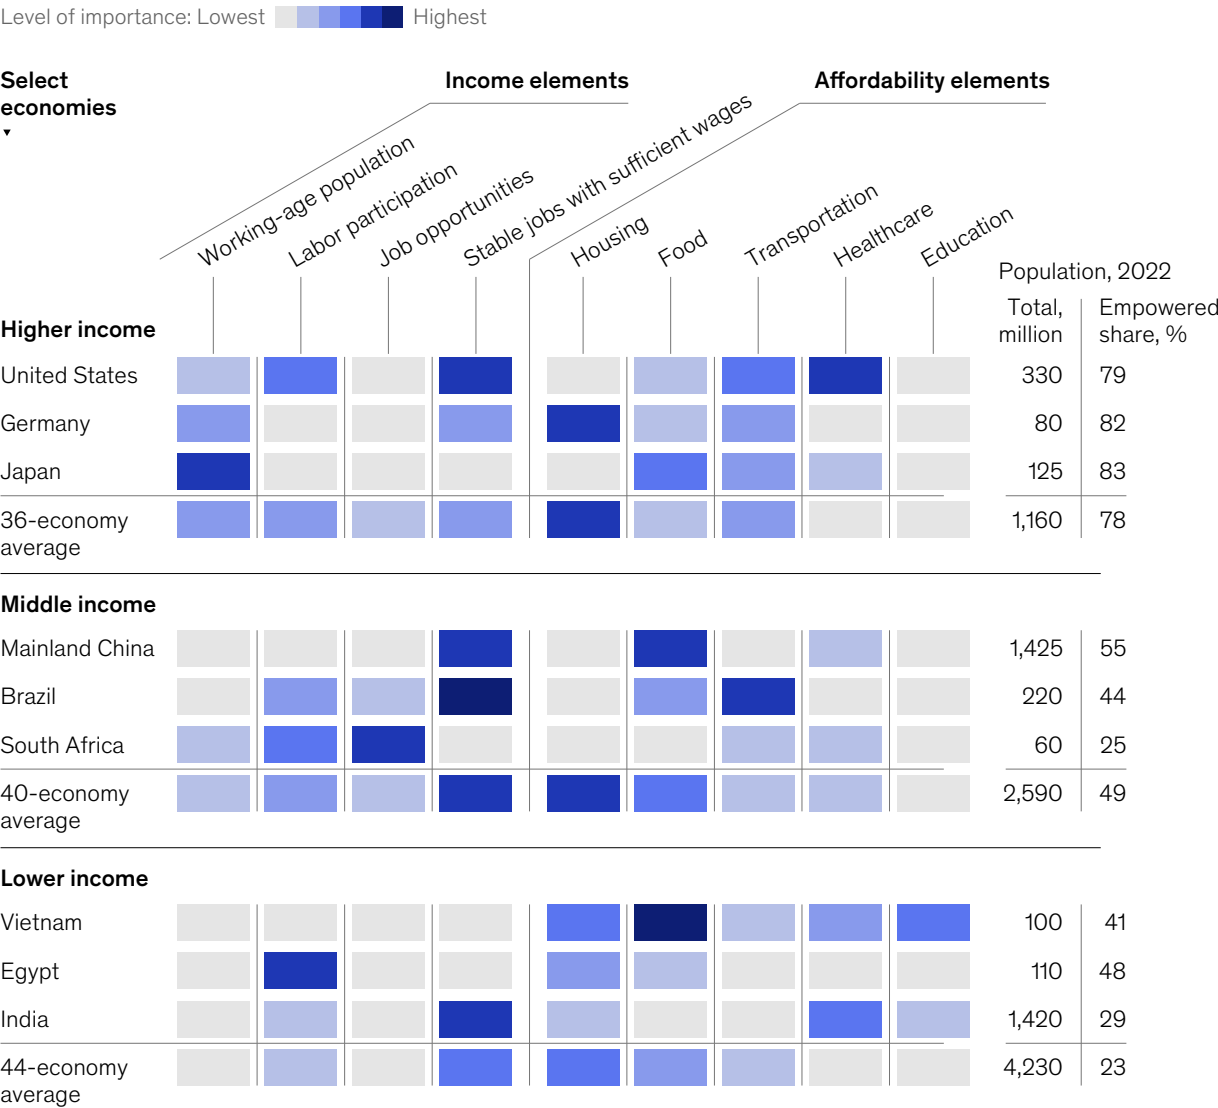 Level of importance: Lowest Highest
Select
economies
Income elements
Affordability elements
Working-age population
Labor participation
Job opportunities
Stable jobs with sufficient wages
Housing
Food
Transportation
Healthcare
Education
Population, 2022
Total,
million
Empowered
share, %
Higher income
United States 330 79
Germany 80 82
Japan 125 83
36-economy
average 1,160 78
Middle income
Mainland China 1,425 55
Brazil 220 44
South Africa 60 25
40-economy
average 2,590 49
Lower income
Vietnam 100 41
Egypt 110 48
India 1,420 29
44-economy
average 4,230 23